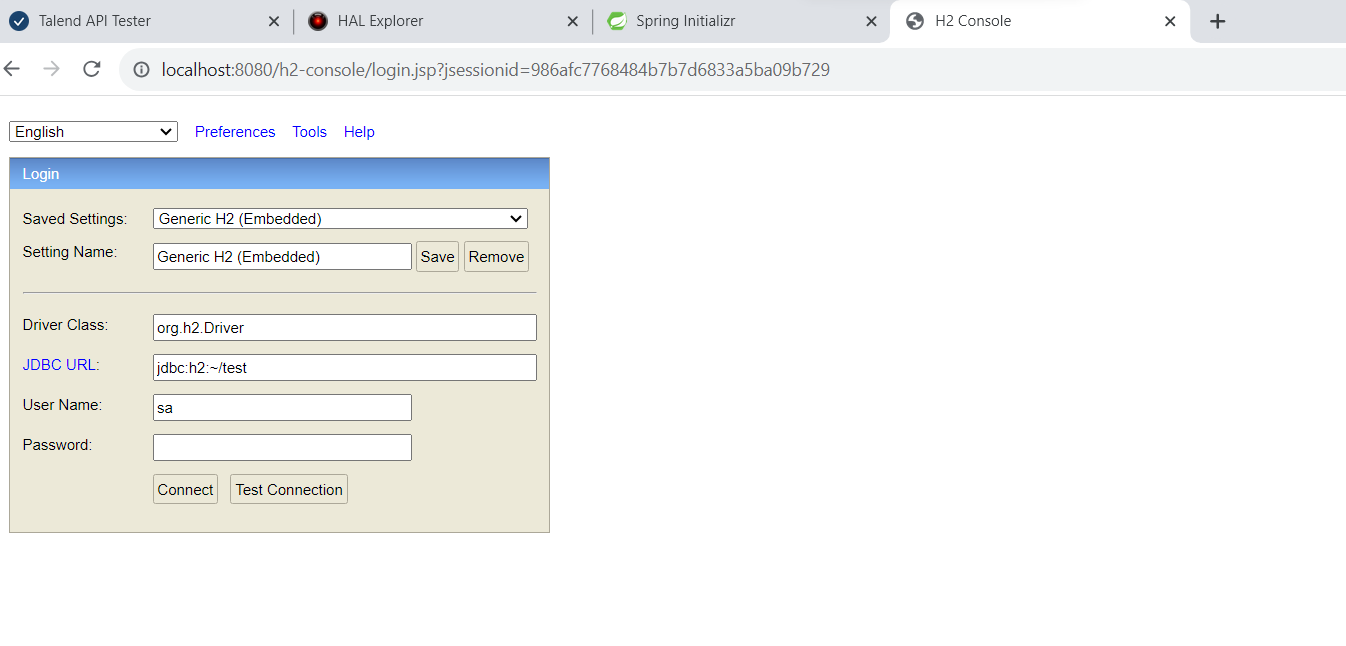 Talend API Tester HAL Explorer Spring Initializr H2 Console
localhost:8080/h2-console/login.jsp?jsessionid=986afc7768484b7b7d6833a5ba09b729
English Preferences Tools Help
Login
Saved Settings: Generic H2 (Embedded)
Setting Name: Generic H2 (Embedded) Save Remove
Driver Class: org.h2.Driver
JDBC URL: jdbc:h2:~/test
User Name: sa
Password:
Connect Test Connection